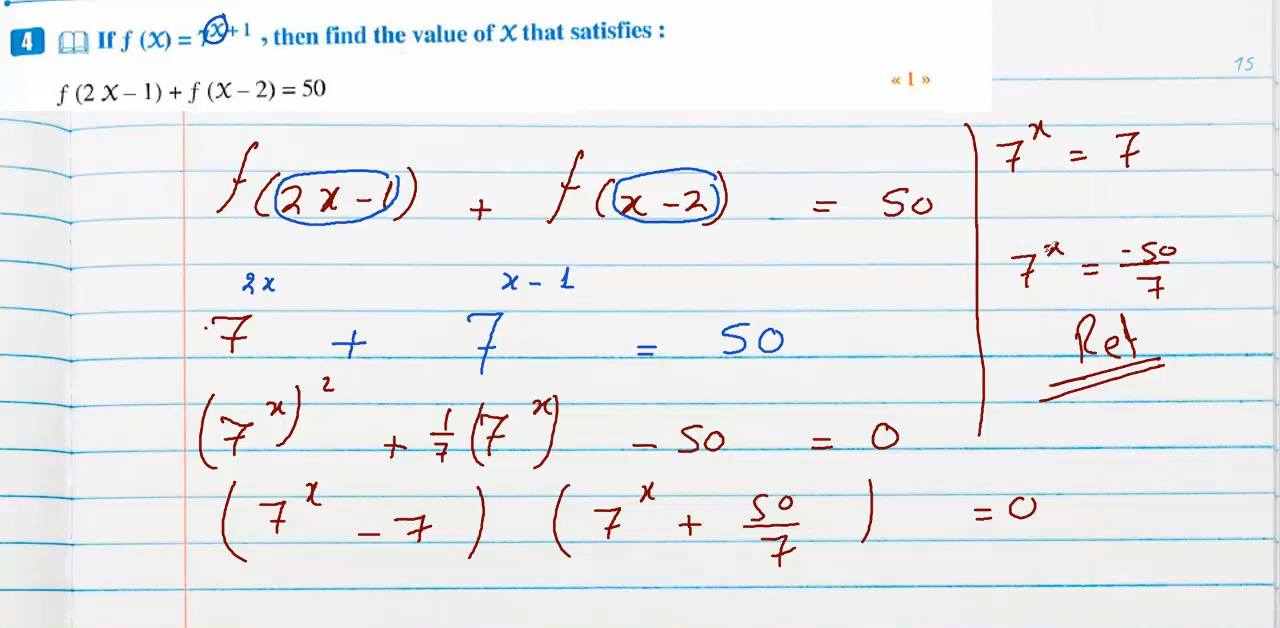 4 If f (X) = 7^(X+1) , then find the value of X that satisfies :
f (2 X – 1) + f (X – 2) = 50 « 1 »
15
f(2x-1) + f(x-2) = 50
7^(2x) + 7^(x-1) = 50
(7^x)^2 + 1/7 (7^x) - 50 = 0
(7^x - 7) (7^x + 50/7) = 0
7^x = 7
7^x = -50/7
Ref